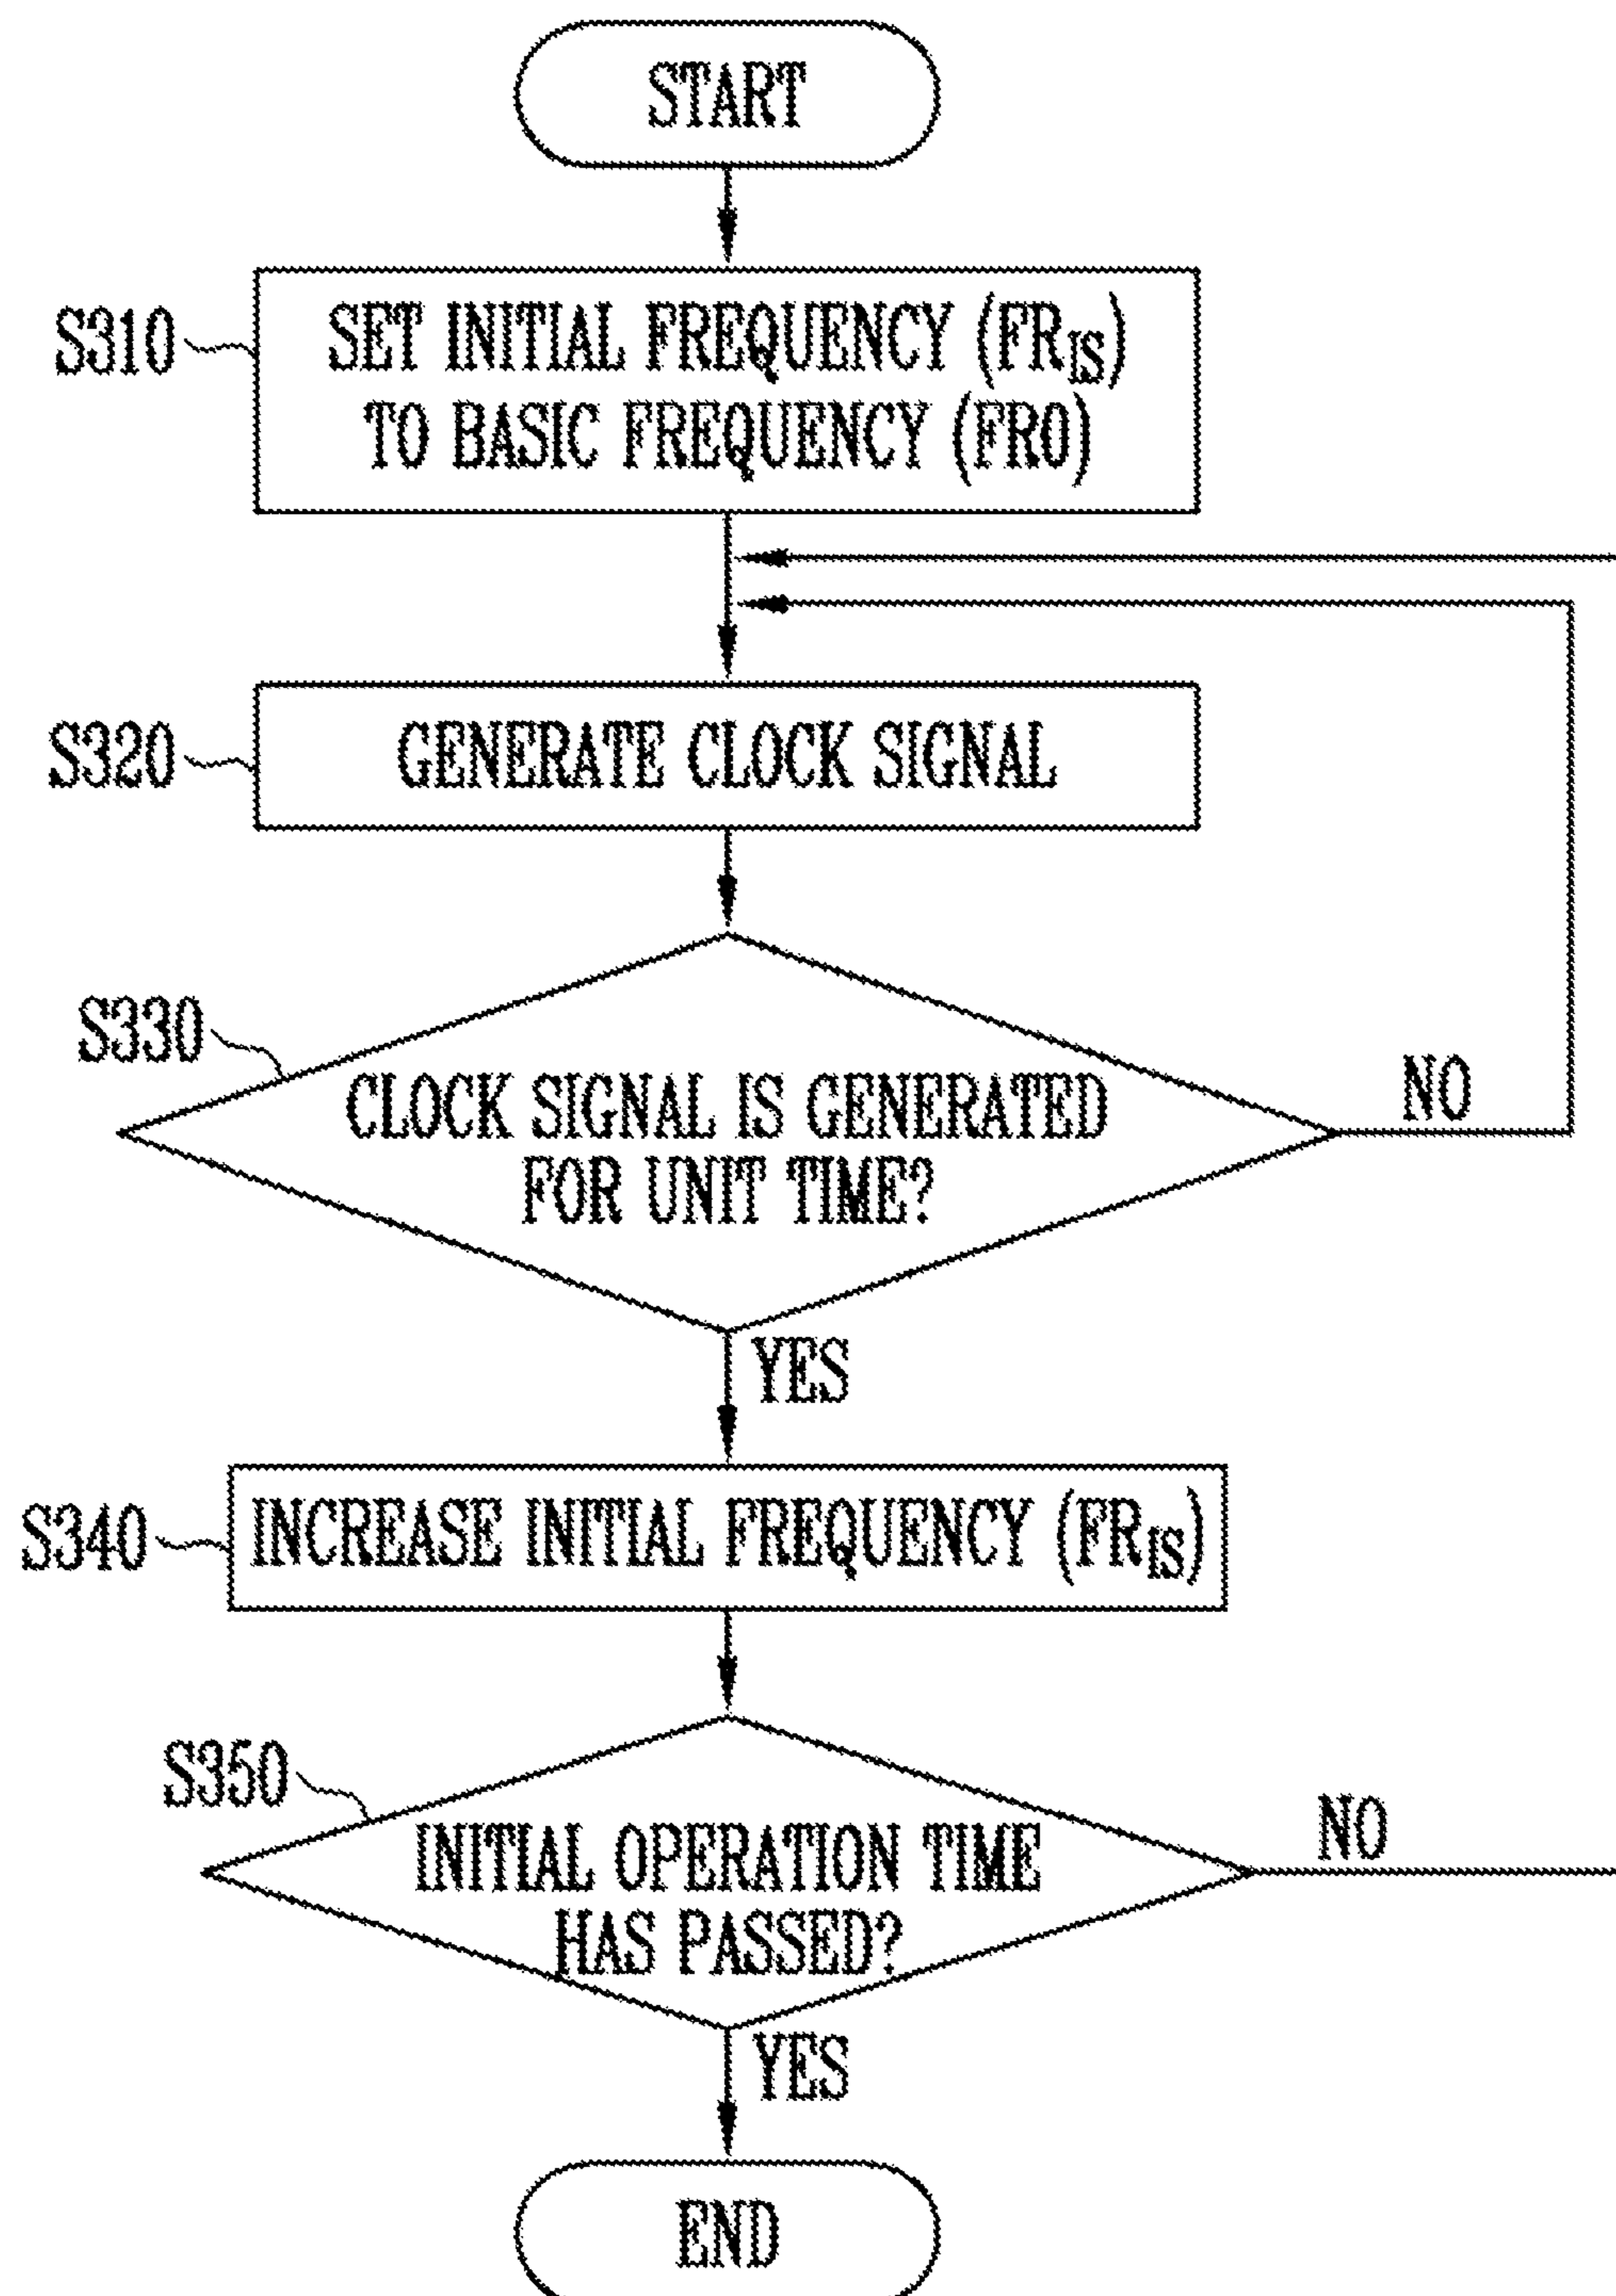 START
S310
SET INITIAL FREQUENCY (FRIS)
TO BASIC FREQUENCY (FR0)
S320
GENERATE CLOCK SIGNAL
S330
CLOCK SIGNAL IS GENERATED
FOR UNIT TIME?
NO
YES
S340
INCREASE INITIAL FREQUENCY (FRIS)
S350
INITIAL OPERATION TIME
HAS PASSED?
NO
YES
END